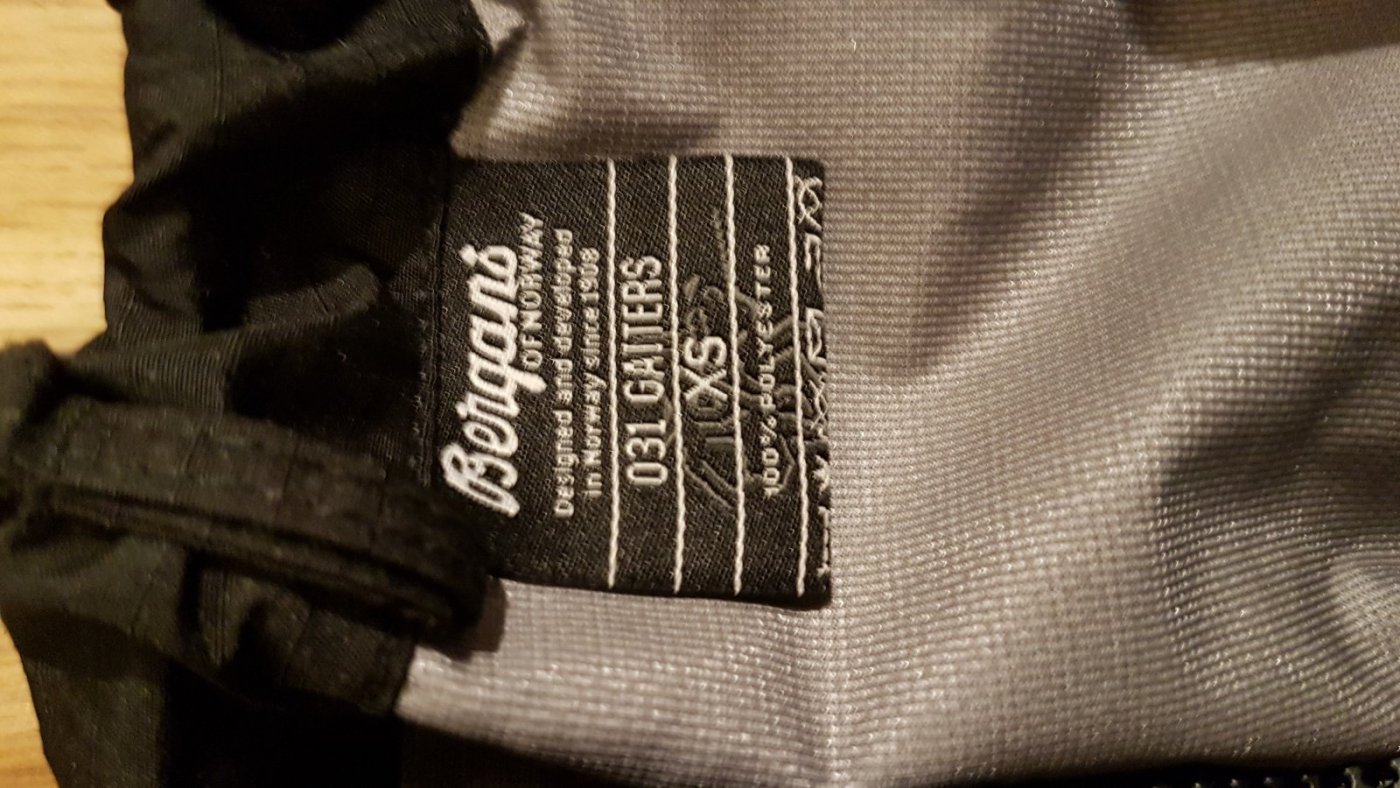 Bergans
OF NORWAY
Designed and developed
in Norway since 1908
031 GAITERS
XS
100% POLYESTER